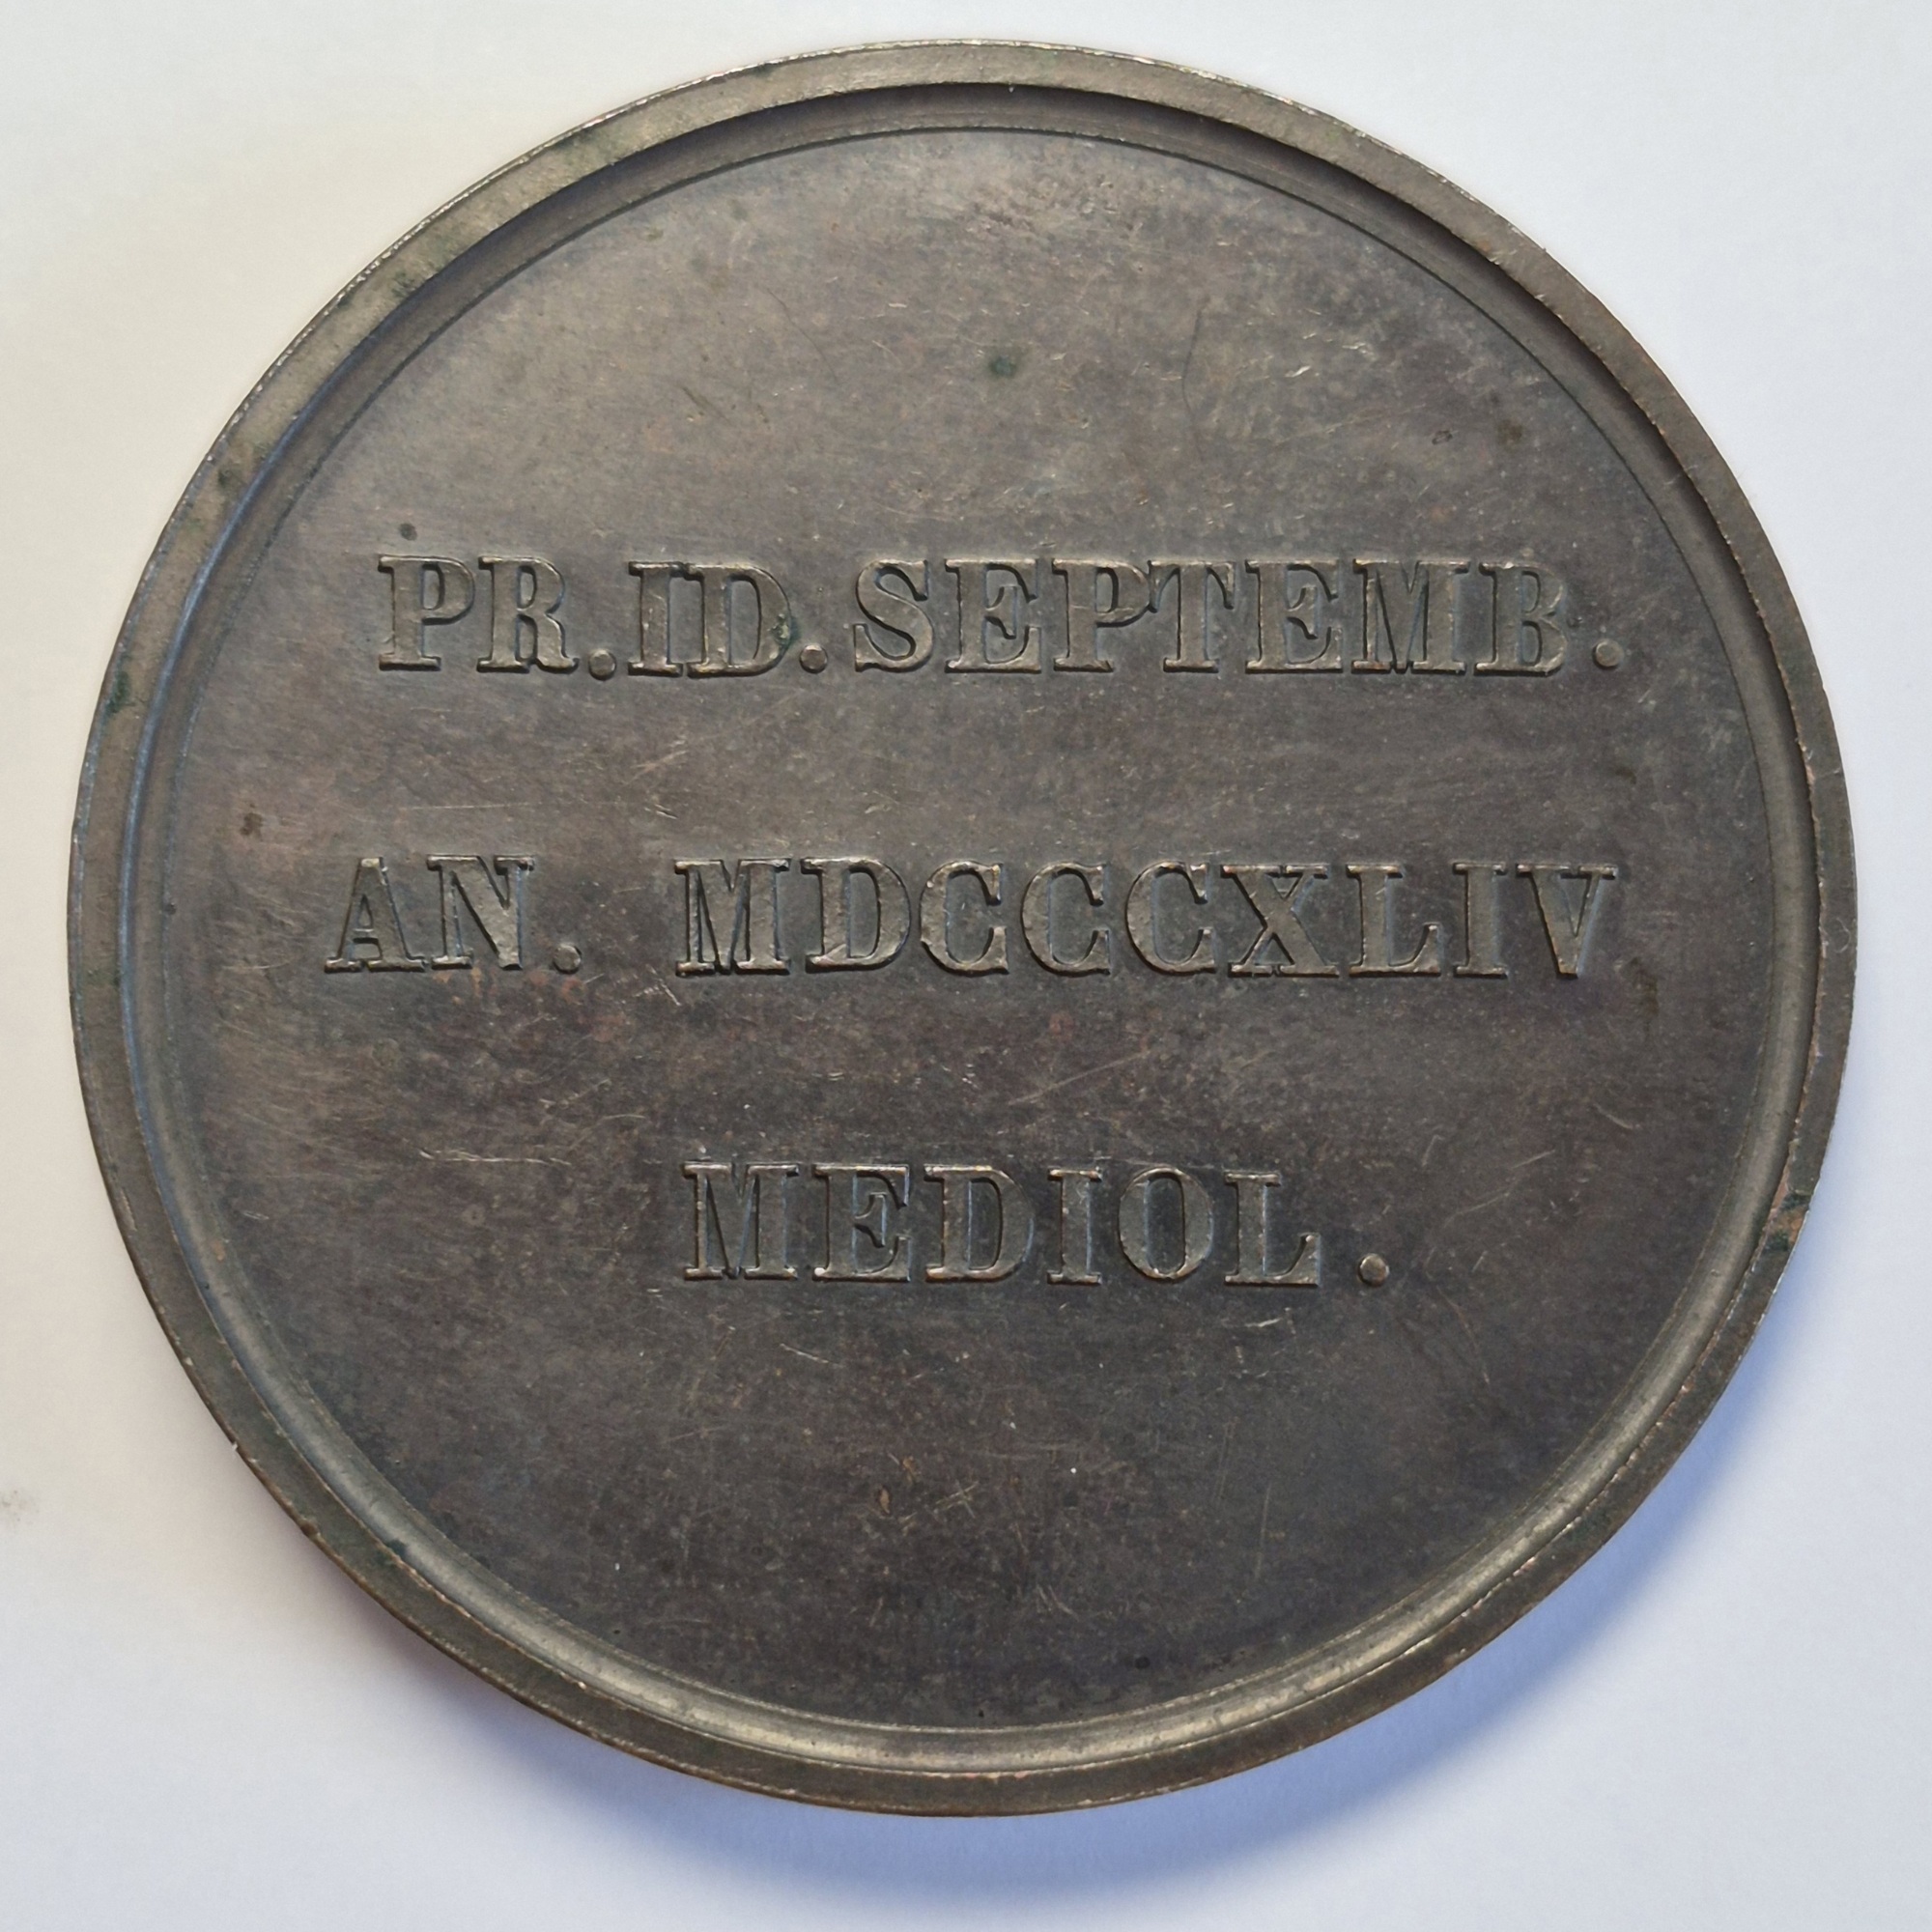 PR.ID.SEPTEMB.
AN. MDCCCXLIV
MEDIOL.